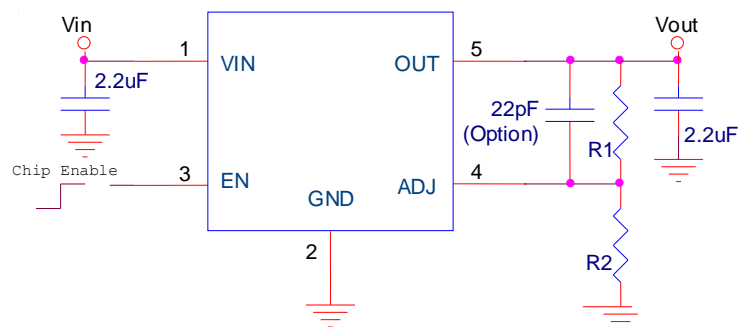 Vin
Vout
1
VIN
OUT
5
2.2uF
22pF
(Option)
R1
2.2uF
Chip Enable
3
EN
GND
ADJ
4
2
R2